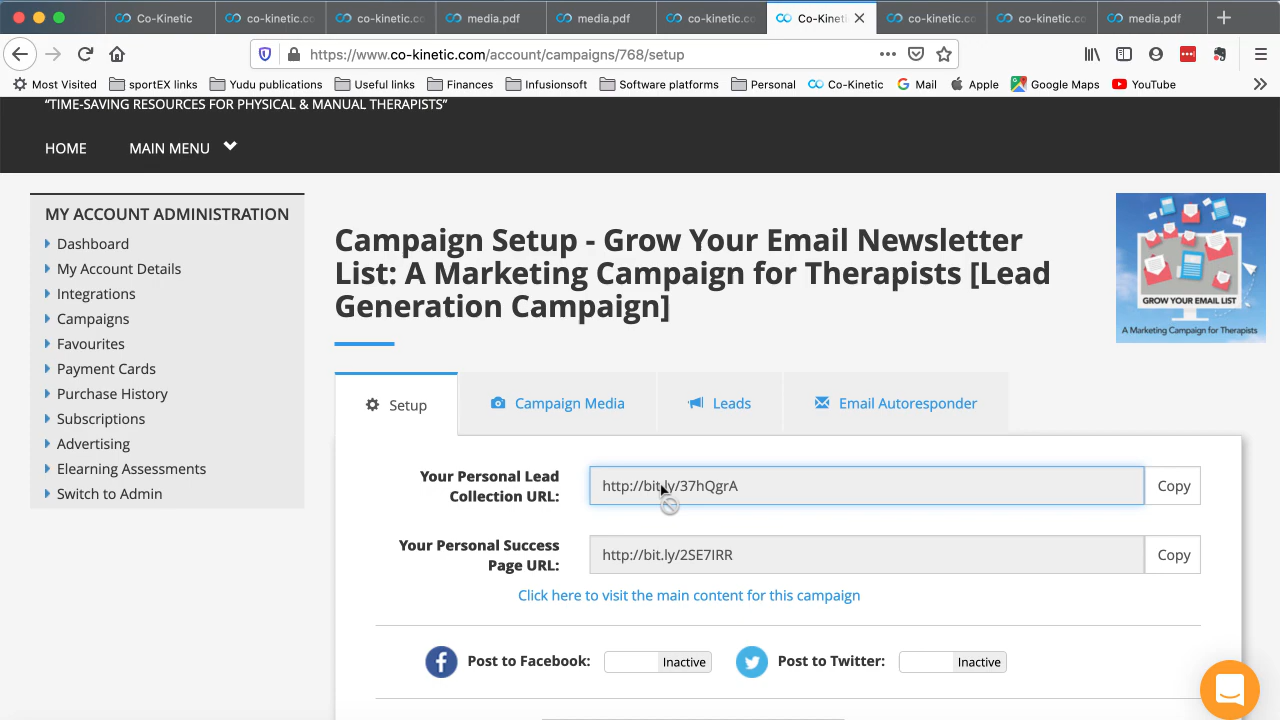 Co-Kinetic
co-kinetic.co
co-kinetic.co
media.pdf
media.pdf
co-kinetic.co
Co-Kineti
co-kinetic.co
co-kinetic.co
media.pdf
https://www.co-kinetic.com/account/campaigns/768/setup
Most Visited
sportEX links
Yudu publications
Useful links
Finances
Infusionsoft
Software platforms
Personal
Co-Kinetic
Mail
Apple
Google Maps
YouTube
“TIME-SAVING RESOURCES FOR PHYSICAL & MANUAL THERAPISTS”
HOME
MAIN MENU
MY ACCOUNT ADMINISTRATION
Dashboard
My Account Details
Integrations
Campaigns
Favourites
Payment Cards
Purchase History
Subscriptions
Advertising
Elearning Assessments
Switch to Admin
Campaign Setup - Grow Your Email Newsletter
List: A Marketing Campaign for Therapists [Lead
Generation Campaign]
GROW YOUR EMAIL LIST
A Marketing Campaign for Therapists
Setup
Campaign Media
Leads
Email Autoresponder
Your Personal Lead
Collection URL:
http://bit.ly/37hQgrA
Copy
Your Personal Success
Page URL:
http://bit.ly/2SE7IRR
Copy
Click here to visit the main content for this campaign
Post to Facebook:
Inactive
Post to Twitter:
Inactive